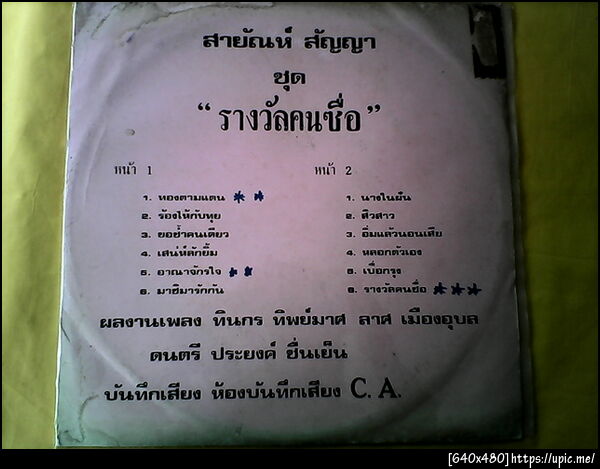 สายัณห์ สัญญา
ชุด
“รางวัลคนซื่อ”
หน้า 1
1. ทองตามแดน
2. ร้องไห้กับทุย
3. ยอช้ำคนเดียว
4. เสน่ห์ลักยิ้ม
5. อาณาจักรใจ
6. มาซิมารักกัน
หน้า 2
1. นางในฝัน
2. สิวสาว
3. อิ่มแล้วนอนเสีย
4. หลอกตัวเอง
5. เบื่อกรุง
6. รางวัลคนซื่อ
ผลงานเพลง ทินกร ทิพย์มาศ ลาศ เมืองอุบล
ดนตรี ประยงค์ ชื่นเย็น
บันทึกเสียง ห้องบันทึกเสียง C. A.
[640x480]https://upic.me/